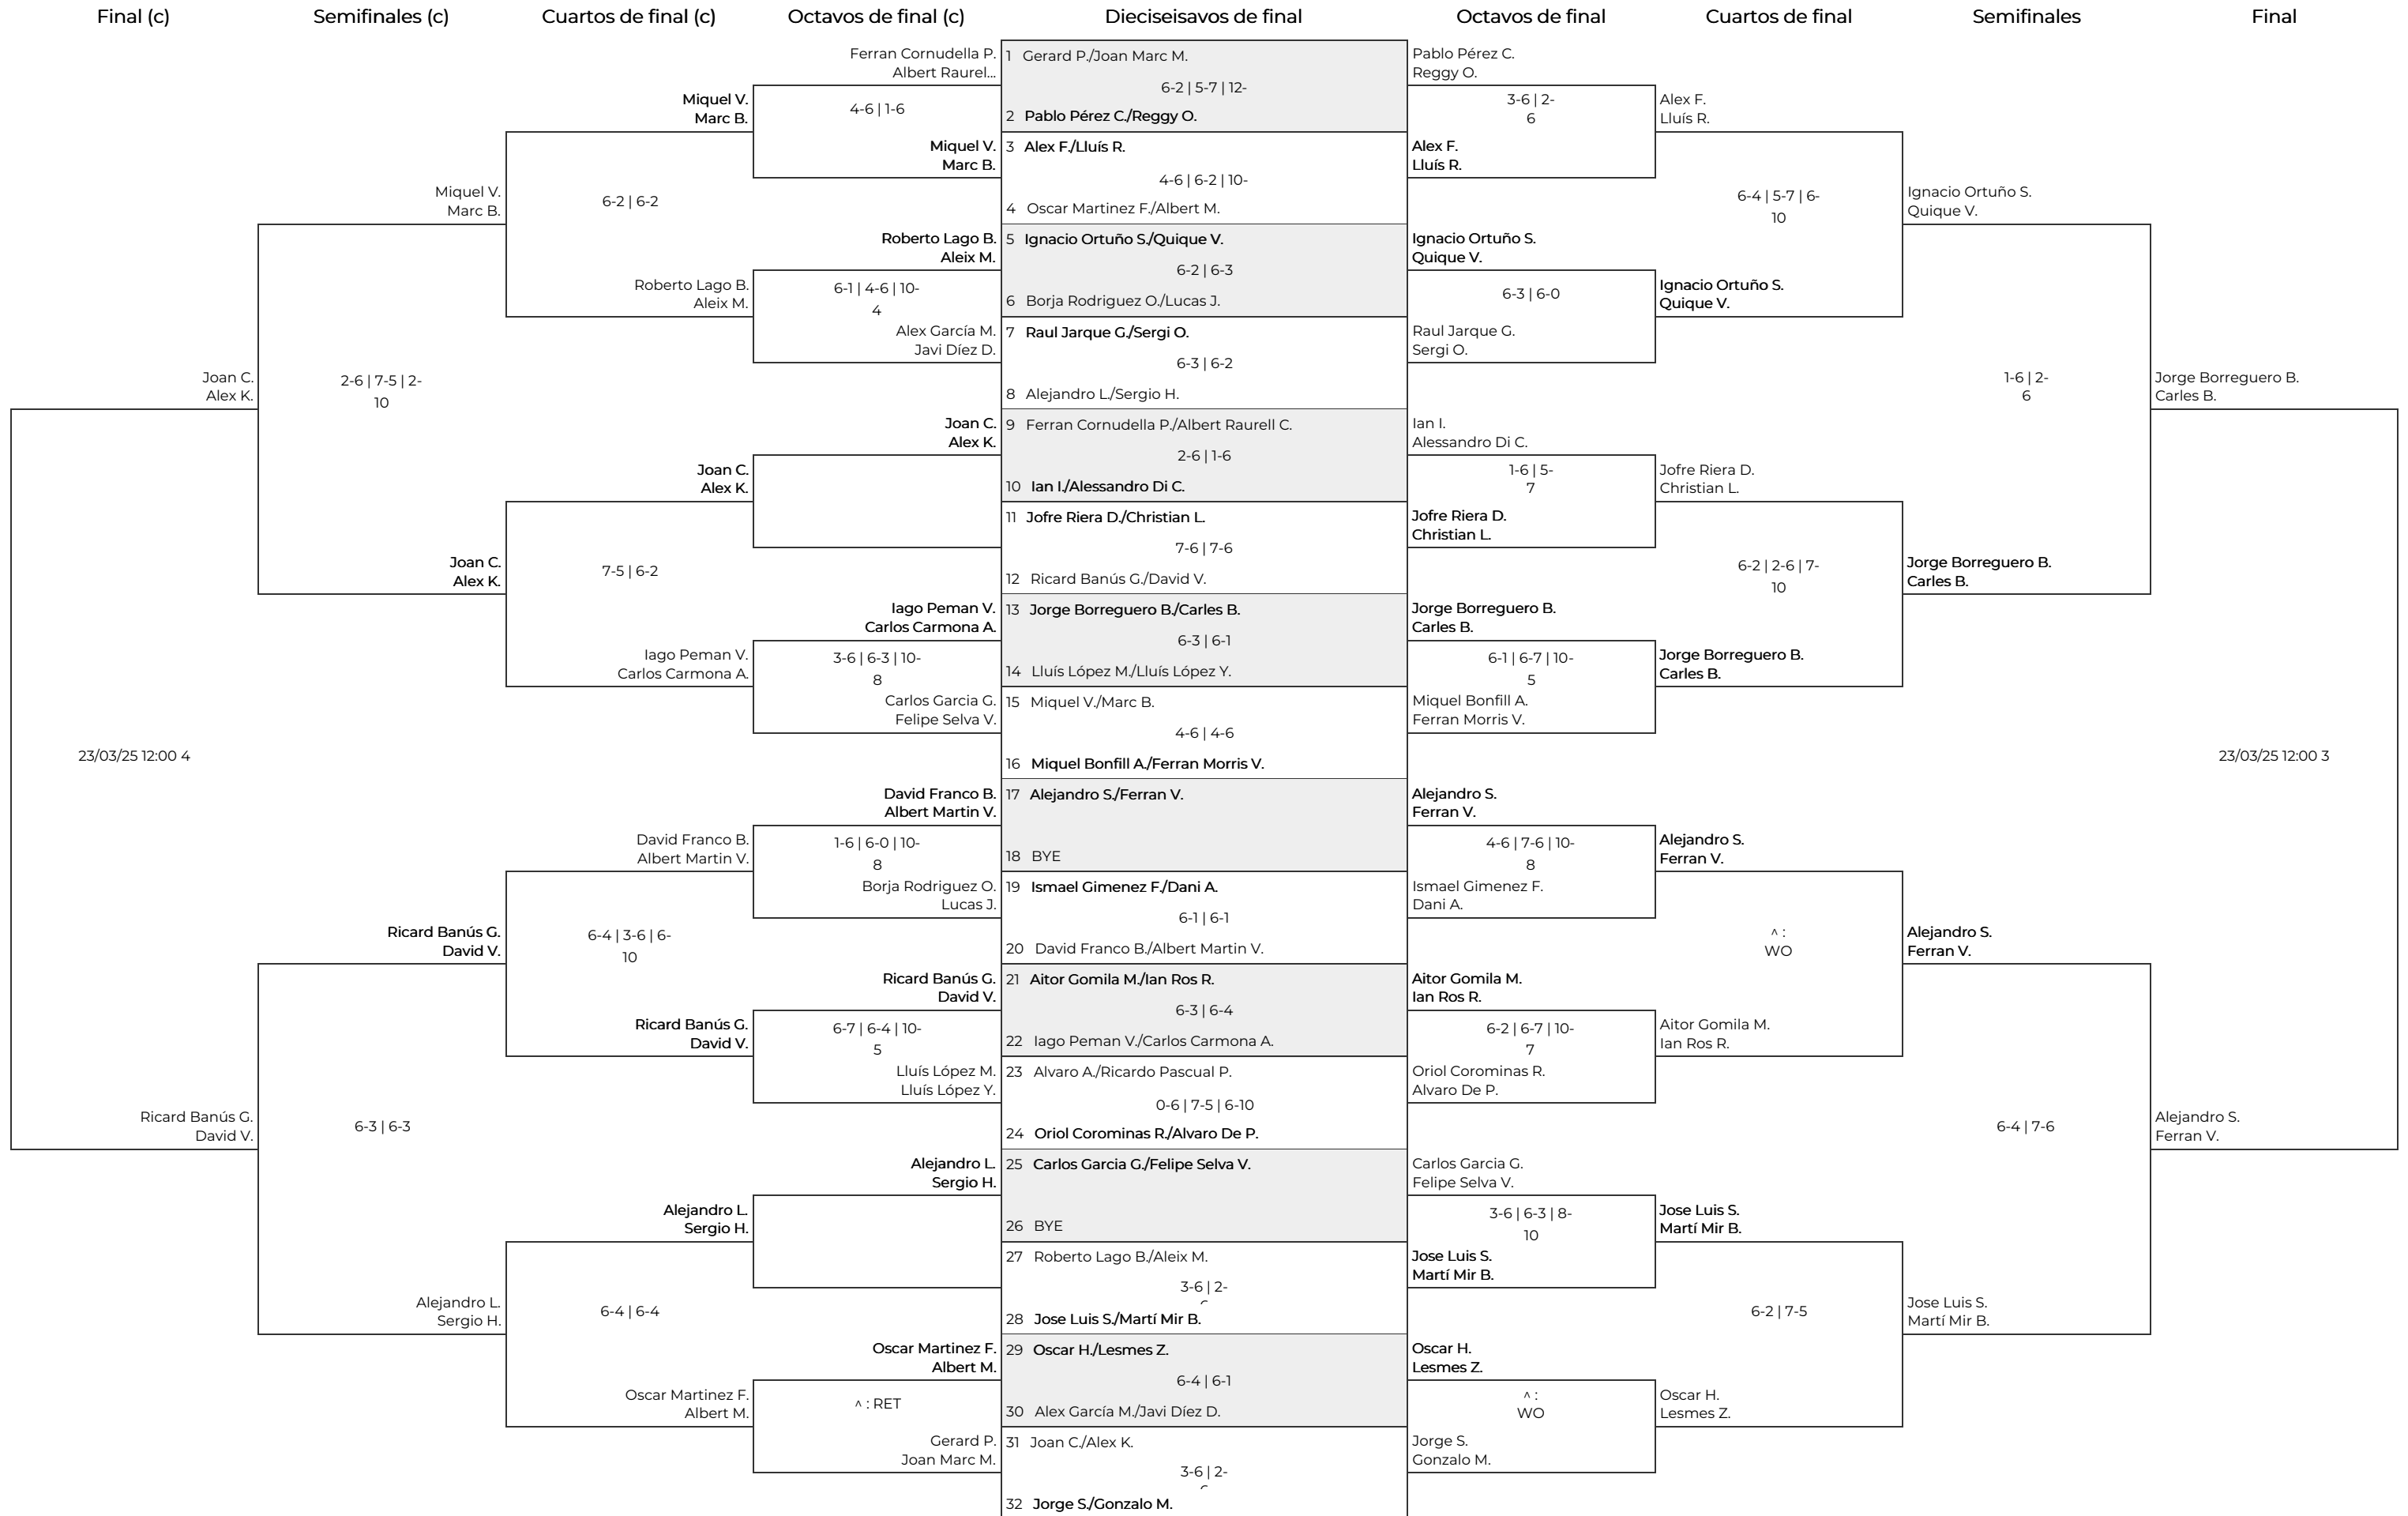 Final (c)
Semifinales (c)
Cuartos de final (c)
Octavos de final (c)
Dieciseisavos de final
Octavos de final
Cuartos de final
Semifinales
Final
Joan C.
Alex K.
23/03/25 12:00 4
Ricard Banús G.
David V.
Miquel V.
Marc B.
2-6 | 7-5 | 2-
10
Joan C.
Alex K.
Ricard Banús G.
David V.
6-3 | 6-3
Alejandro L.
Sergio H.
Miquel V.
Marc B.
6-2 | 6-2
Roberto Lago B.
Aleix M.
Joan C.
Alex K.
7-5 | 6-2
Iago Peman V.
Carlos Carmona A.
David Franco B.
Albert Martin V.
6-4 | 3-6 | 6-
10
Ricard Banús G.
David V.
Alejandro L.
Sergio H.
6-4 | 6-4
Oscar Martinez F.
Albert M.
Ferran Cornudella P.
Albert Raurel...
4-6 | 1-6
Miquel V.
Marc B.
Roberto Lago B.
Aleix M.
6-1 | 4-6 | 10-
4
Alex García M.
Javi Díez D.
Joan C.
Alex K.
Iago Peman V.
Carlos Carmona A.
3-6 | 6-3 | 10-
8
Carlos Garcia G.
Felipe Selva V.
David Franco B.
Albert Martin V.
1-6 | 6-0 | 10-
8
Borja Rodriguez O.
Lucas J.
Ricard Banús G.
David V.
6-7 | 6-4 | 10-
5
Lluís López M.
Lluís López Y.
Alejandro L.
Sergio H.
Oscar Martinez F.
Albert M.
^ : RET
Gerard P.
Joan Marc M.
1 Gerard P./Joan Marc M.
6-2 | 5-7 | 12-
2 Pablo Pérez C./Reggy O.
3 Alex F./Lluís R.
4-6 | 6-2 | 10-
4 Oscar Martinez F./Albert M.
5 Ignacio Ortuño S./Quique V.
6-2 | 6-3
6 Borja Rodriguez O./Lucas J.
7 Raul Jarque G./Sergi O.
6-3 | 6-2
8 Alejandro L./Sergio H.
9 Ferran Cornudella P./Albert Raurell C.
2-6 | 1-6
10 Ian I./Alessandro Di C.
11 Jofre Riera D./Christian L.
7-6 | 7-6
12 Ricard Banús G./David V.
13 Jorge Borreguero B./Carles B.
6-3 | 6-1
14 Lluís López M./Lluís López Y.
15 Miquel V./Marc B.
4-6 | 4-6
16 Miquel Bonfill A./Ferran Morris V.
17 Alejandro S./Ferran V.
18 BYE
19 Ismael Gimenez F./Dani A.
6-1 | 6-1
20 David Franco B./Albert Martin V.
21 Aitor Gomila M./Ian Ros R.
6-3 | 6-4
22 Iago Peman V./Carlos Carmona A.
23 Alvaro A./Ricardo Pascual P.
0-6 | 7-5 | 6-10
24 Oriol Corominas R./Alvaro De P.
25 Carlos Garcia G./Felipe Selva V.
26 BYE
27 Roberto Lago B./Aleix M.
3-6 | 2-
28 Jose Luis S./Martí Mir B.
29 Oscar H./Lesmes Z.
6-4 | 6-1
30 Alex García M./Javi Díez D.
31 Joan C./Alex K.
3-6 | 2-
32 Jorge S./Gonzalo M.
Pablo Pérez C.
Reggy O.
3-6 | 2-
6
Alex F.
Lluís R.
Ignacio Ortuño S.
Quique V.
6-3 | 6-0
Raul Jarque G.
Sergi O.
Ian I.
Alessandro Di C.
1-6 | 5-
7
Jofre Riera D.
Christian L.
Jorge Borreguero B.
Carles B.
6-1 | 6-7 | 10-
5
Miquel Bonfill A.
Ferran Morris V.
Alejandro S.
Ferran V.
4-6 | 7-6 | 10-
8
Ismael Gimenez F.
Dani A.
Aitor Gomila M.
Ian Ros R.
6-2 | 6-7 | 10-
7
Oriol Corominas R.
Alvaro De P.
Carlos Garcia G.
Felipe Selva V.
3-6 | 6-3 | 8-
10
Jose Luis S.
Martí Mir B.
Oscar H.
Lesmes Z.
^ :
WO
Jorge S.
Gonzalo M.
Alex F.
Lluís R.
6-4 | 5-7 | 6-
10
Ignacio Ortuño S.
Quique V.
Jofre Riera D.
Christian L.
6-2 | 2-6 | 7-
10
Jorge Borreguero B.
Carles B.
Alejandro S.
Ferran V.
^ :
WO
Aitor Gomila M.
Ian Ros R.
Jose Luis S.
Martí Mir B.
6-2 | 7-5
Oscar H.
Lesmes Z.
Ignacio Ortuño S.
Quique V.
1-6 | 2-
6
Jorge Borreguero B.
Carles B.
Alejandro S.
Ferran V.
6-4 | 7-6
Jose Luis S.
Martí Mir B.
Jorge Borreguero B.
Carles B.
23/03/25 12:00 3
Alejandro S.
Ferran V.